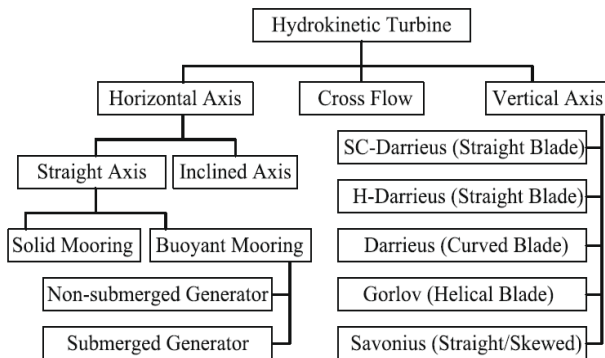 Hydrokinetic Turbine
Horizontal Axis
Cross Flow
Vertical Axis
Straight Axis
Inclined Axis
Solid Mooring
Buoyant Mooring
Non-submerged Generator
Submerged Generator
SC-Darrieus (Straight Blade)
H-Darrieus (Straight Blade)
Darrieus (Curved Blade)
Gorlov (Helical Blade)
Savonius (Straight/Skewed)